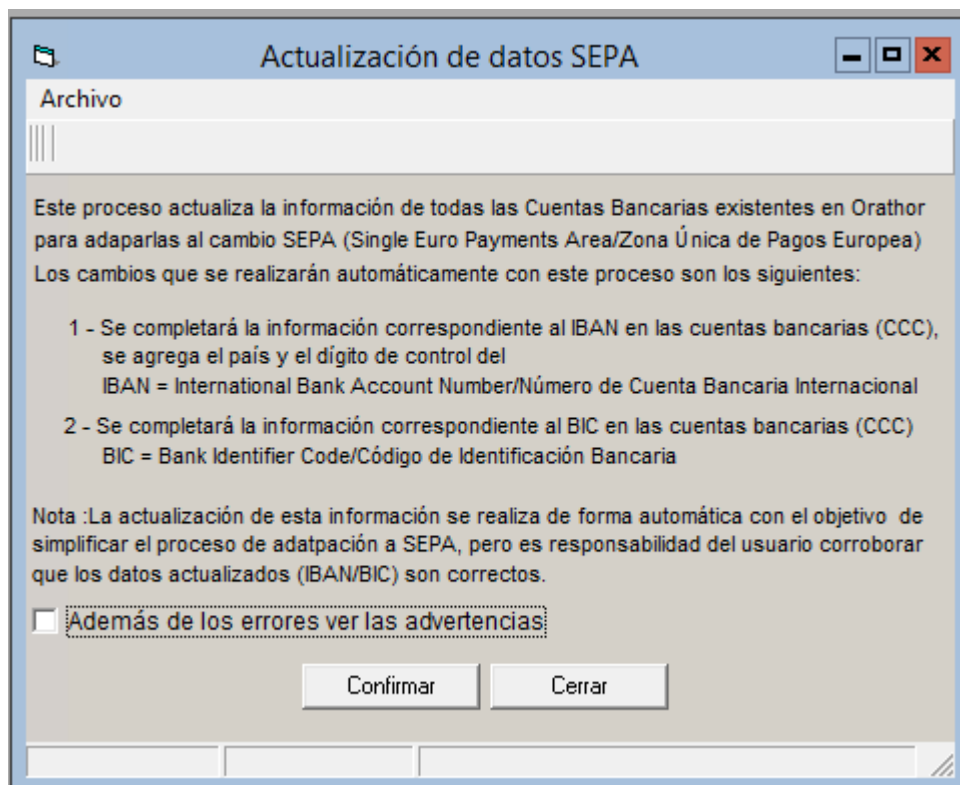 Actualización de datos SEPA
Archivo
Este proceso actualiza la información de todas las Cuentas Bancarias existentes en Orathor
para adaparlas al cambio SEPA (Single Euro Payments Area/Zona Única de Pagos Europea)
Los cambios que se realizarán automáticamente con este proceso son los siguientes:
1 - Se completará la información correspondiente al IBAN en las cuentas bancarias (CCC),
se agrega el país y el dígito de control del
IBAN = International Bank Account Number/Número de Cuenta Bancaria Internacional
2 - Se completará la información correspondiente al BIC en las cuentas bancarias (CCC)
BIC = Bank Identifier Code/Código de Identificación Bancaria
Nota :La actualización de esta información se realiza de forma automática con el objetivo  de
simplificar el proceso de adatpación a SEPA, pero es responsabilidad del usuario corroborar
que los datos actualizados (IBAN/BIC) son correctos.
Además de los errores ver las advertencias
Confirmar
Cerrar